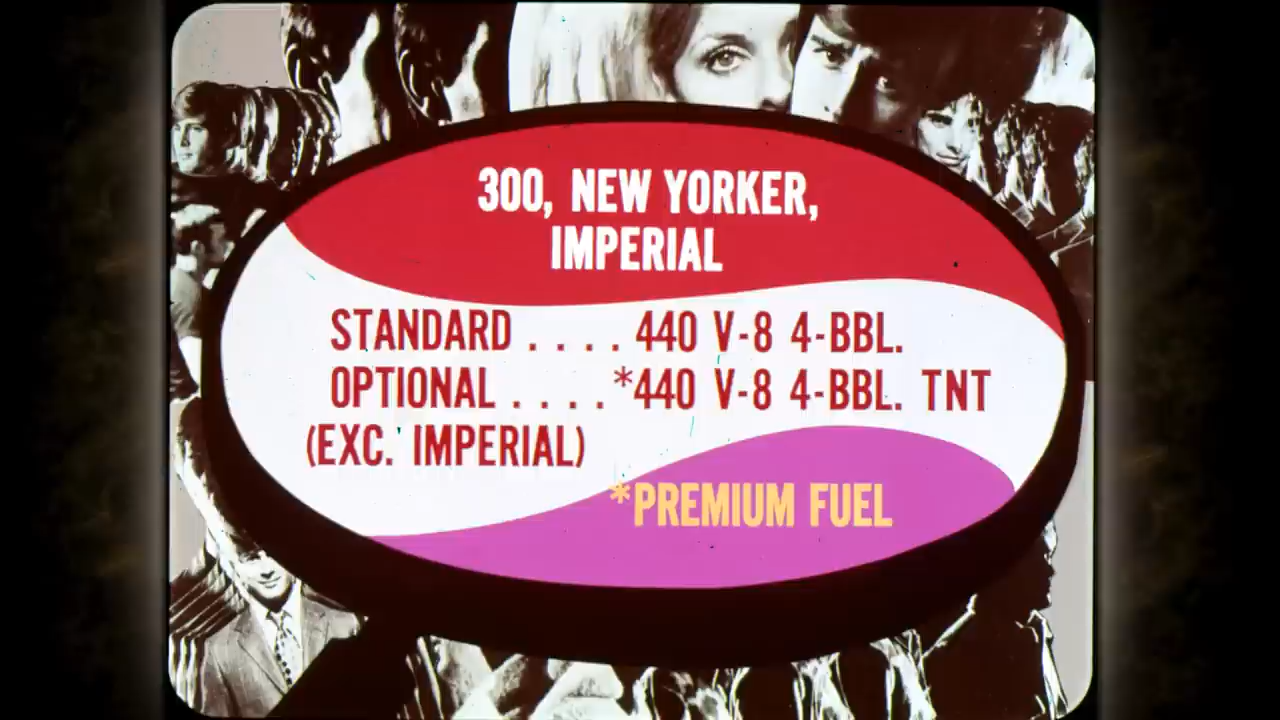 300, NEW YORKER,
IMPERIAL
STANDARD . . . . 440 V-8 4-BBL.
OPTIONAL . . . . *440 V-8 4-BBL. TNT
(EXC. IMPERIAL)
*PREMIUM FUEL